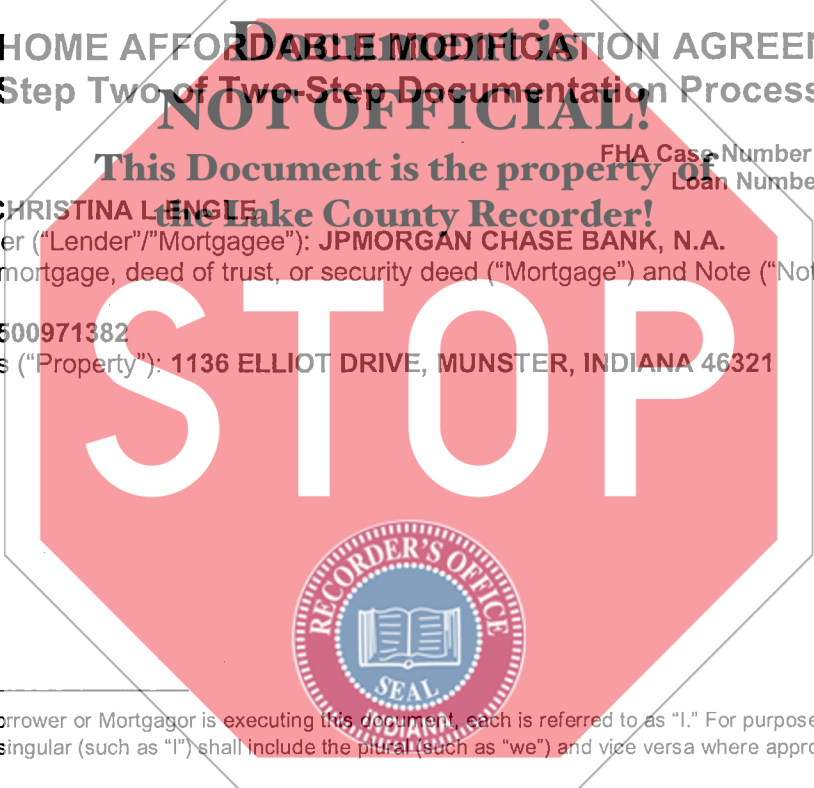 Document is
HOME AFFORDABLE MODIFICATION AGREEM
Step Two of Two-Step Documentation Process
NOT OFFICIAL!
This Document is the property of
FHA Case Number
Loan Numbe
the Lake County Recorder!
CHRISTINA L ENGLE
er ("Lender"/"Mortgagee"): JPMORGAN CHASE BANK, N.A.
mortgage, deed of trust, or security deed ("Mortgage") and Note ("Not
500971382
s ("Property"): 1136 ELLIOT DRIVE, MUNSTER, INDIANA 46321
STOP
RECORDER'S OFFICE
SEAL
INDIANA
orrower or Mortgagor is executing this document, each is referred to as "I." For purpose
singular (such as "I") shall include the plural (such as "we") and vice versa where appro